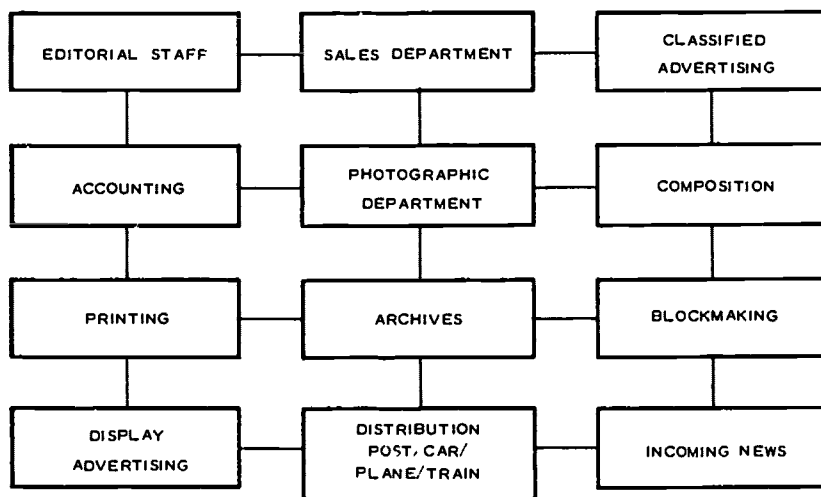 EDITORIAL STAFF
SALES DEPARTMENT
CLASSIFIED
ADVERTISING
ACCOUNTING
PHOTOGRAPHIC
DEPARTMENT
COMPOSITION
PRINTING
ARCHIVES
BLOCKMAKING
DISPLAY
ADVERTISING
DISTRIBUTION
POST, CAR/
PLANE/TRAIN
INCOMING NEWS